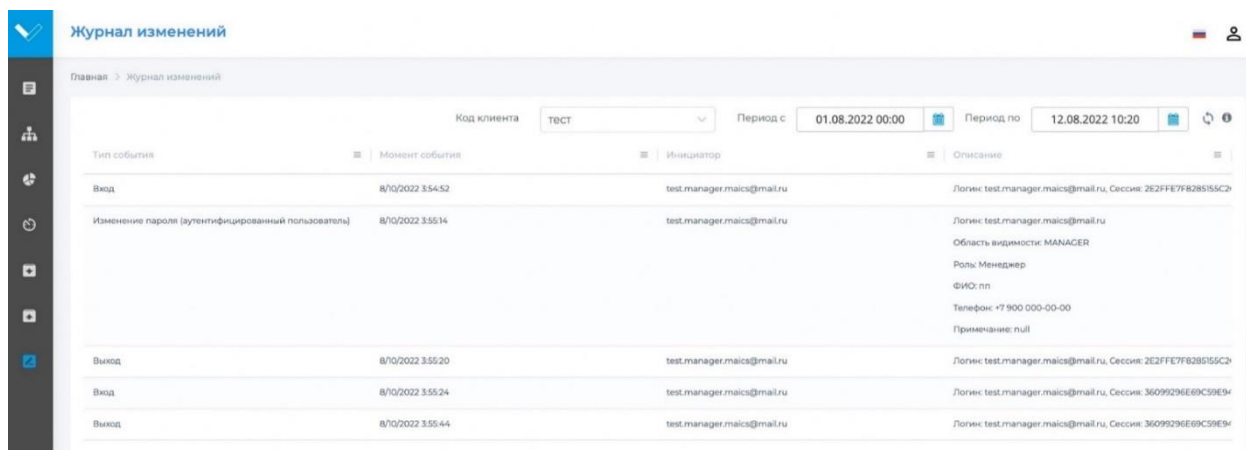 Журнал изменений
Главная > Журнал изменений
Код клиента тест Период с 01.08.2022 00:00 Период по 12.08.2022 10:20
Тип события Момент события Инициатор Описание
Вход 8/10/2022 3:54:52 test.manager.maics@mail.ru Логин: test.manager.maics@mail.ru, Сессия: 2E2FFE7F8285155C2
Изменение пароля (аутентифицированный пользователь) 8/10/2022 3:55:14 test.manager.maics@mail.ru Логин: test.manager.maics@mail.ru
Область видимости: MANAGER
Роль: Менеджер
ФИО: пп
Телефон: +7 900 000-00-00
Примечание: null
Выход 8/10/2022 3:55:20 test.manager.maics@mail.ru Логин: test.manager.maics@mail.ru, Сессия: 2E2FFE7F8285155C2
Вход 8/10/2022 3:55:24 test.manager.maics@mail.ru Логин: test.manager.maics@mail.ru, Сессия: 36099296E69C59E9
Выход 8/10/2022 3:55:44 test.manager.maics@mail.ru Логин: test.manager.maics@mail.ru, Сессия: 36099296E69C59E9